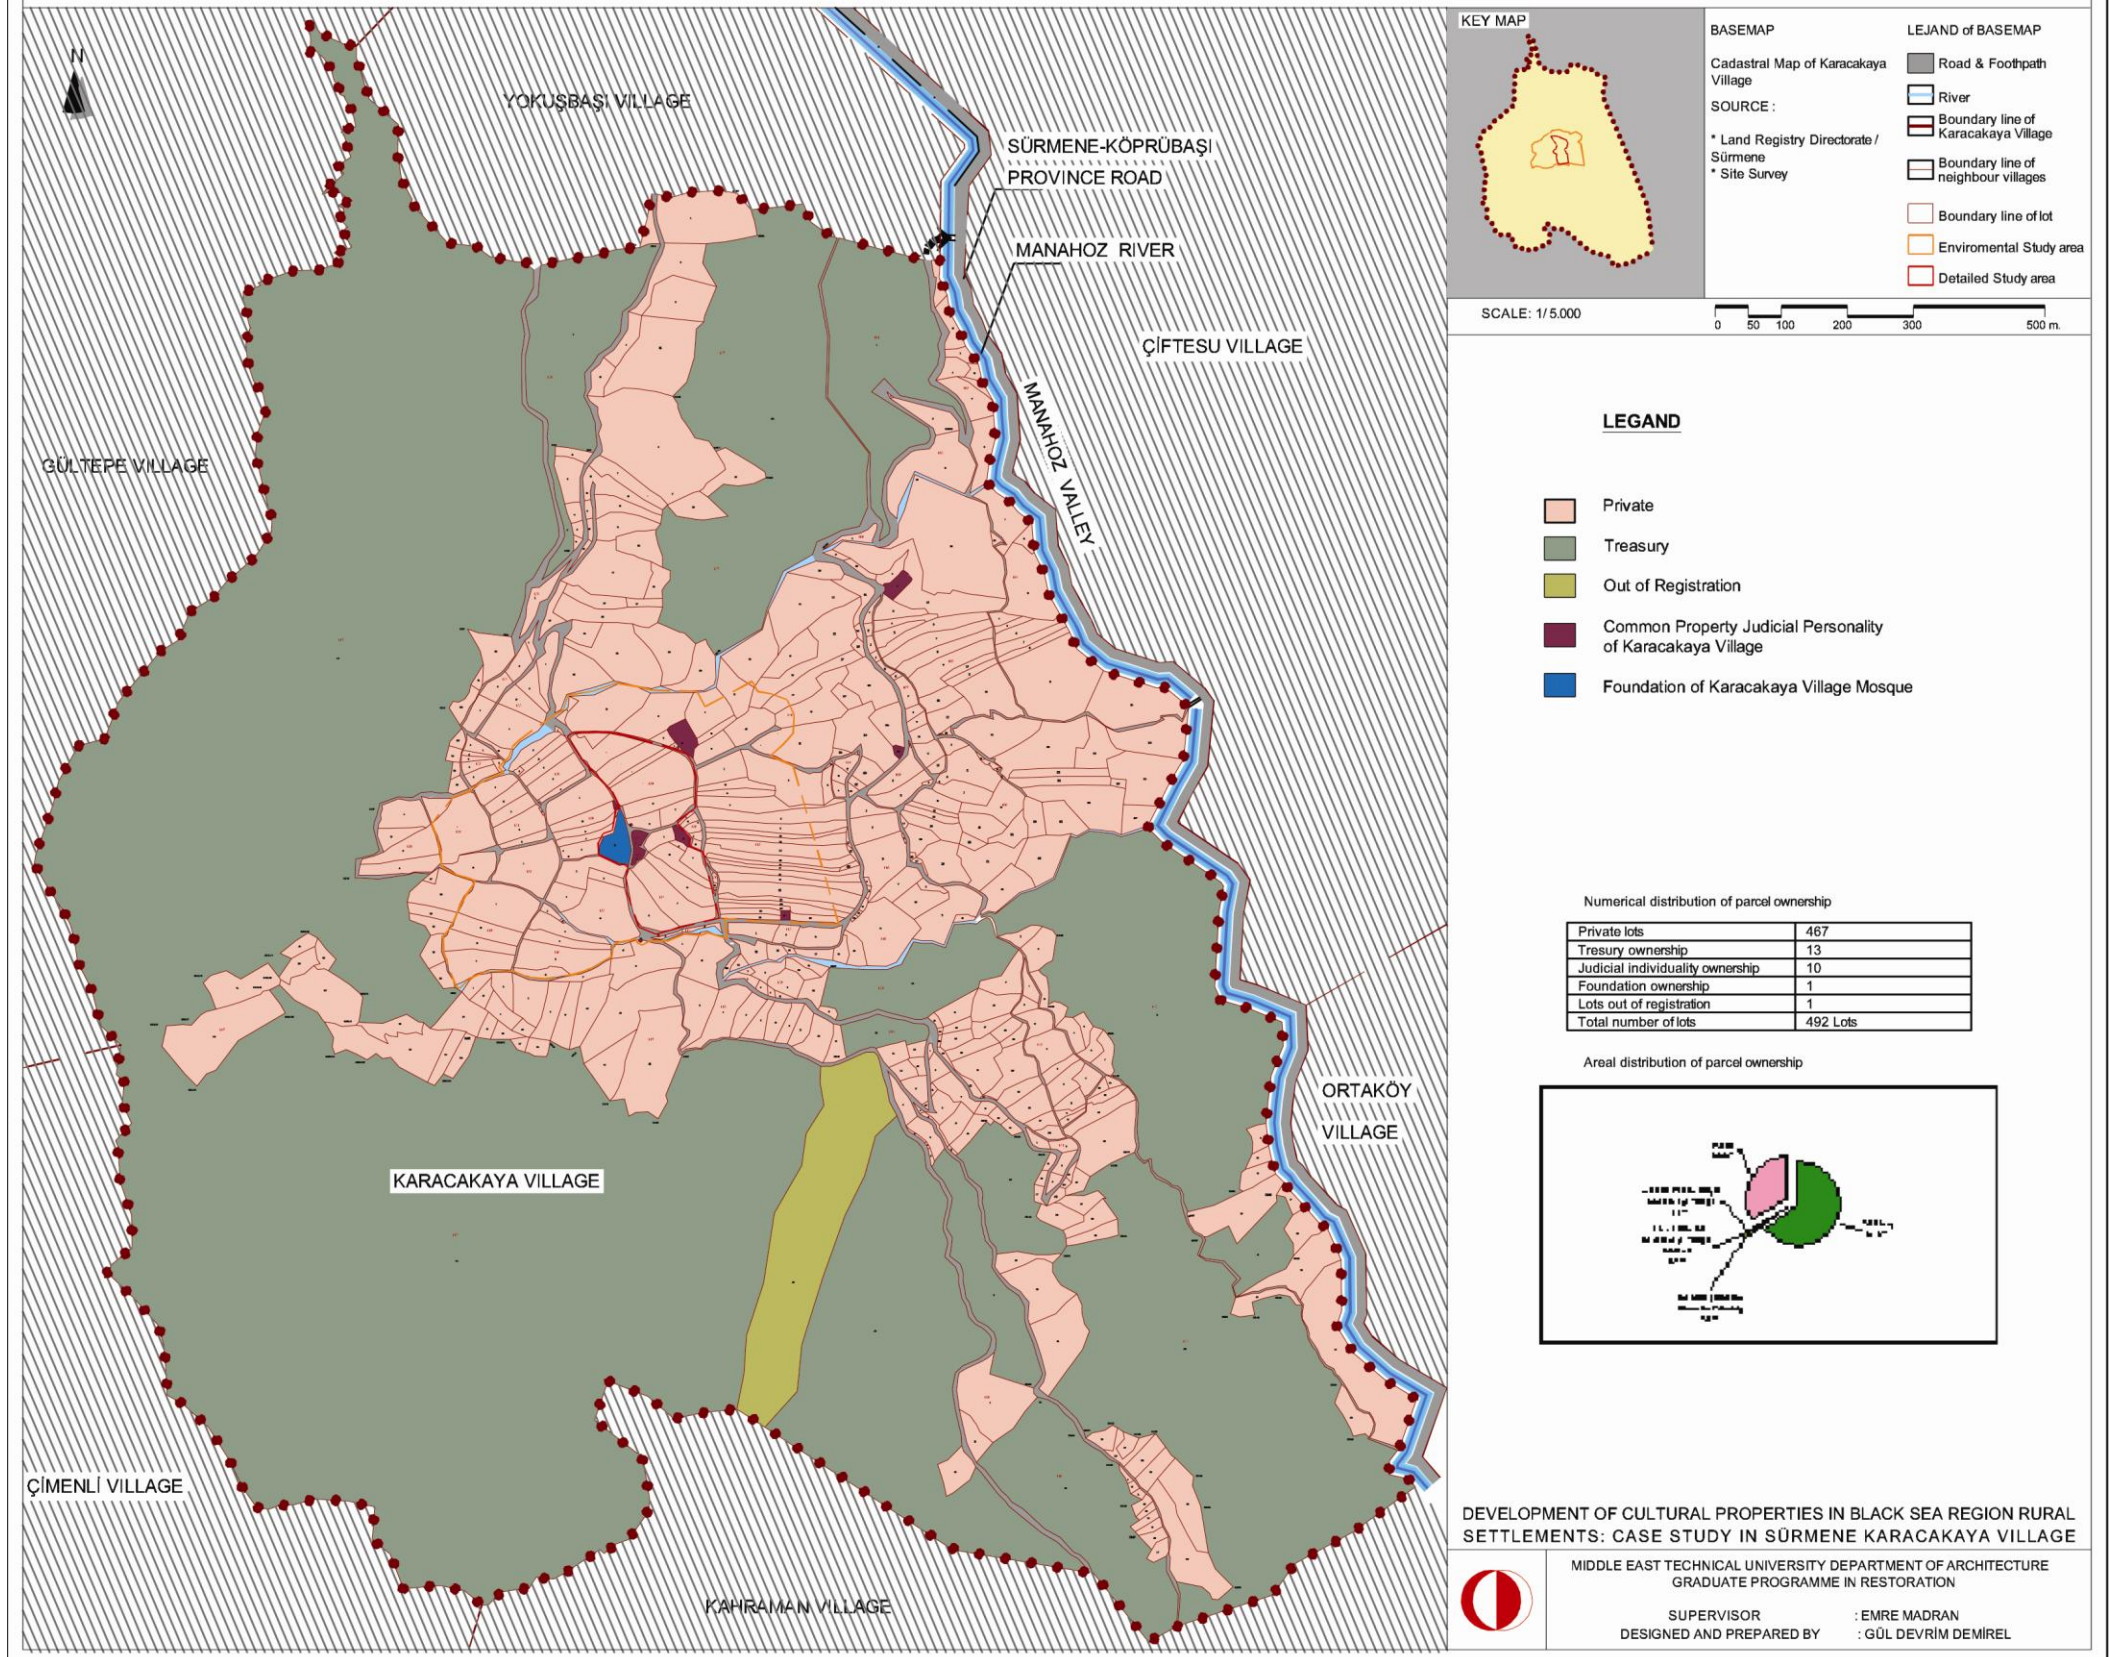 N
YOKUŞBAŞI VILLAGE
SÜRMENE-KÖPRÜBAŞI
PROVINCE ROAD
MANAHOZ RIVER
ÇİFTESU VILLAGE
MANAHOZ VALLEY
GÜLTEPE VILLAGE
KARACAKAYA VILLAGE
ORTAKÖY
VILLAGE
ÇİMENLİ VILLAGE
KAHRAMAN VILLAGE
KEY MAP
BASEMAP
Cadastral Map of Karacakaya
Village
SOURCE :
* Land Registry Directorate /
Sürmene
* Site Survey
LEJAND of BASEMAP
Road & Foothpath
River
Boundary line of
Karacakaya Village
Boundary line of
neighbour villages
Boundary line of lot
Enviromental Study area
Detailed Study area
SCALE: 1/ 5.000
0 50 100 200 300 500 m.
LEGAND
Private
Treasury
Out of Registration
Common Property Judicial Personality
of Karacakaya Village
Foundation of Karacakaya Village Mosque
Numerical distribution of parcel ownership
Private lots 467
Tresury ownership 13
Judicial individuality ownership 10
Foundation ownership 1
Lots out of registration 1
Total number of lots 492 Lots
Areal distribution of parcel ownership
DEVELOPMENT OF CULTURAL PROPERTIES IN BLACK SEA REGION RURAL
SETTLEMENTS: CASE STUDY IN SÜRMENE KARACAKAYA VILLAGE
MIDDLE EAST TECHNICAL UNIVERSITY DEPARTMENT OF ARCHITECTURE
GRADUATE PROGRAMME IN RESTORATION
SUPERVISOR : EMRE MADRAN
DESIGNED AND PREPARED BY : GÜL DEVRİM DEMİREL